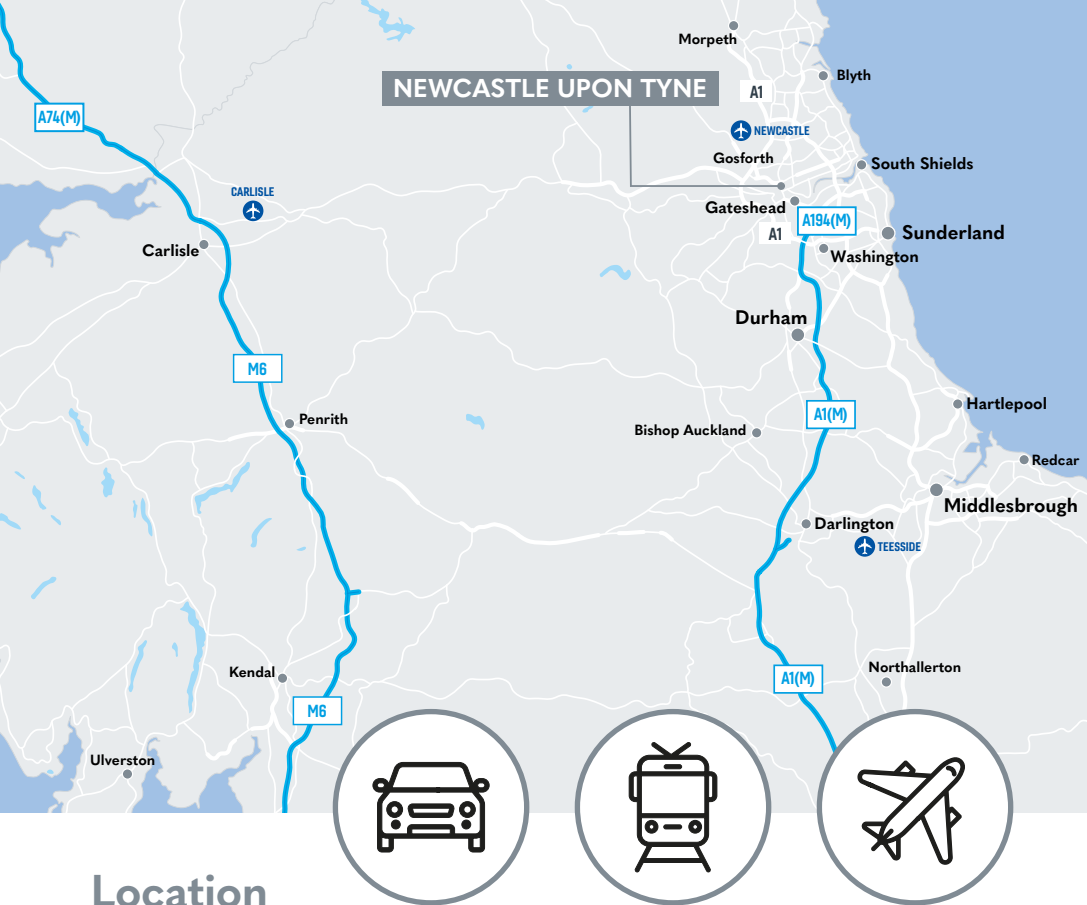 Morpeth
Blyth
NEWCASTLE UPON TYNE
A1
A74(M)
NEWCASTLE
Gosforth
South Shields
CARLISLE
Gateshead
A194(M)
A1
Sunderland
Carlisle
Washington
Durham
M6
Hartlepool
A1(M)
Penrith
Bishop Auckland
Redcar
Middlesbrough
Darlington
TEESSIDE
Northallerton
Kendal
A1(M)
M6
Ulverston
Location